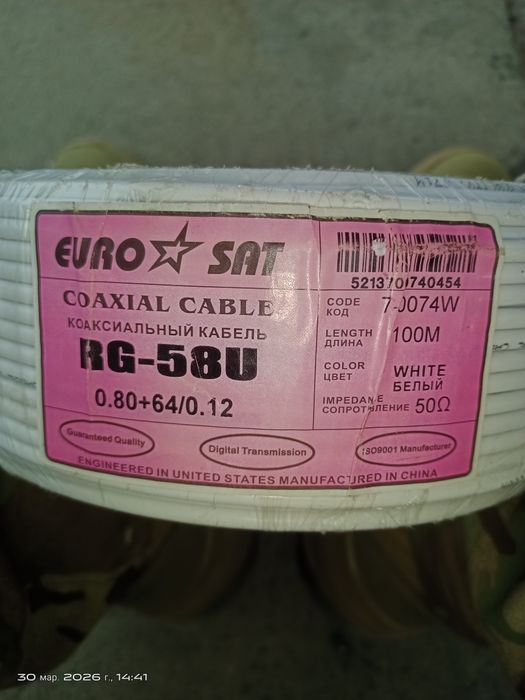 EURO SAT
COAXIAL CABLE
КОАКСИАЛЬНЫЙ КАБЕЛЬ
RG-58U
0.80+64/0.12
CODE 7-0074W
КОД
LENGTH 100M
ДЛИНА
COLOR WHITE
ЦВЕТ БЕЛЫЙ
IMPEDANE 50Ω
СОПРОТИВЛЕНИЕ
Guaranteed Quality
Digital Transmission
ISO9001 Manufacturer
ENGINEERED IN UNITED STATES MANUFACTURED IN CHINA
30 мар. 2026 г., 14:41